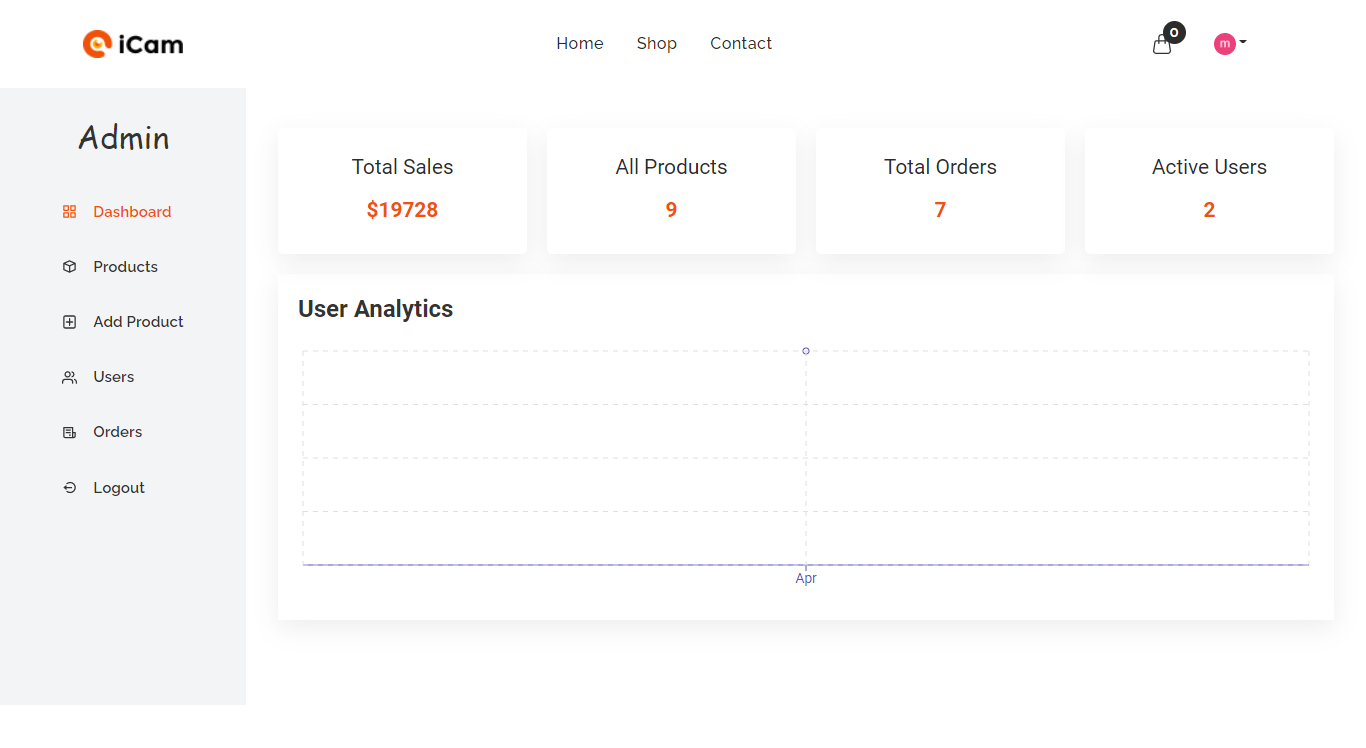 iCam
Home Shop Contact
0
m
Admin
Dashboard
Products
Add Product
Users
Orders
Logout
Total Sales
$19728
All Products
9
Total Orders
7
Active Users
2
User Analytics
Apr